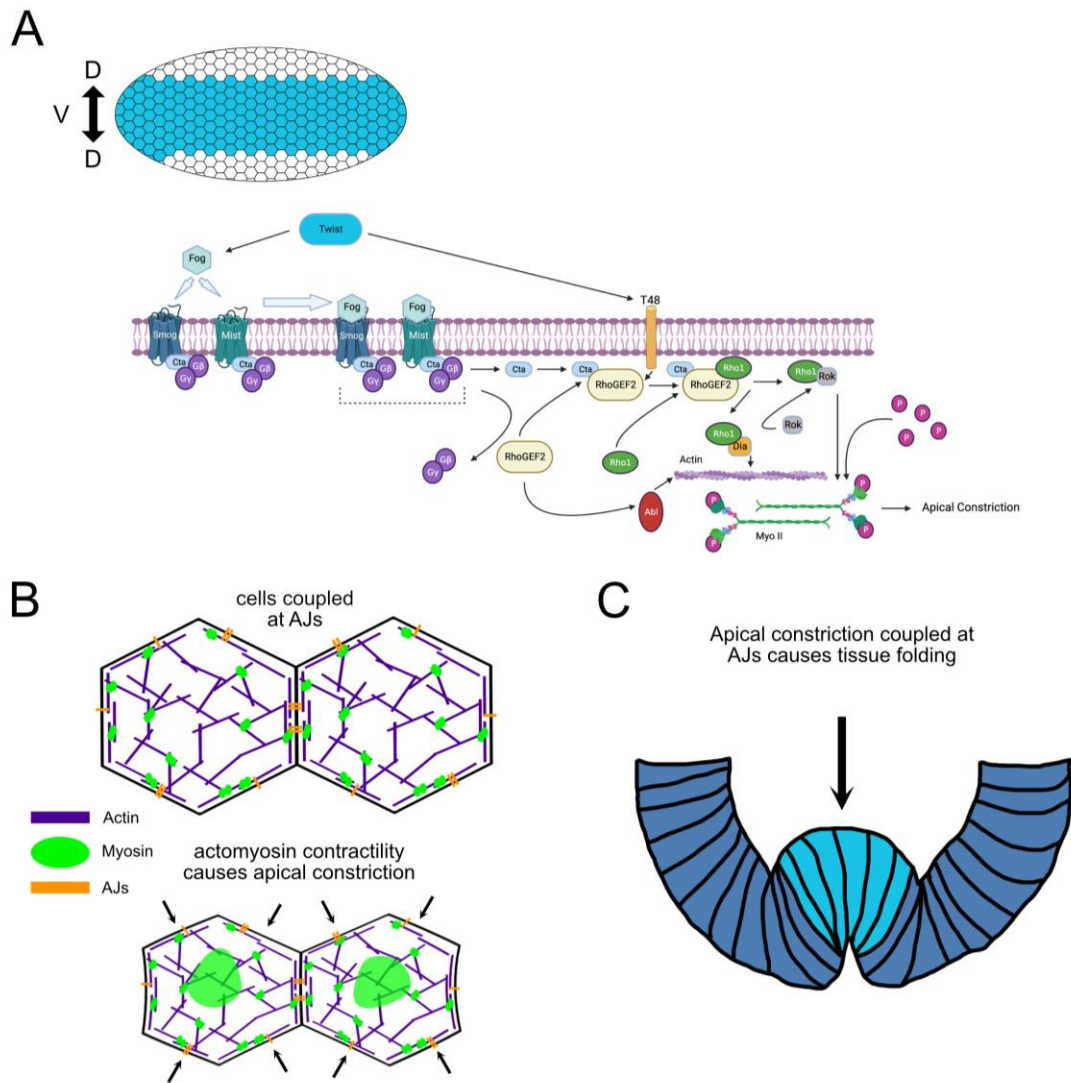 A
D
V
D
Twist
Fog
T48
Fog
Fog
Smog
Mist
Smog
Mist
Cta
Gβ
Gγ
Cta
Gβ
Gγ
Cta
Gβ
Gγ
Cta
Gβ
Gγ
Cta
Cta
RhoGEF2
Cta
Rho1
RhoGEF2
Rho1
Rok
Gβ
Gγ
RhoGEF2
Rho1
Rho1
Dia
Rok
P
P
P
P
Actin
Abl
P
P
P
P
Myo II
Apical Constriction
B
cells coupled
at AJs
Actin
Myosin
AJs
actomyosin contractility
causes apical constriction
C
Apical constriction coupled at
AJs causes tissue folding